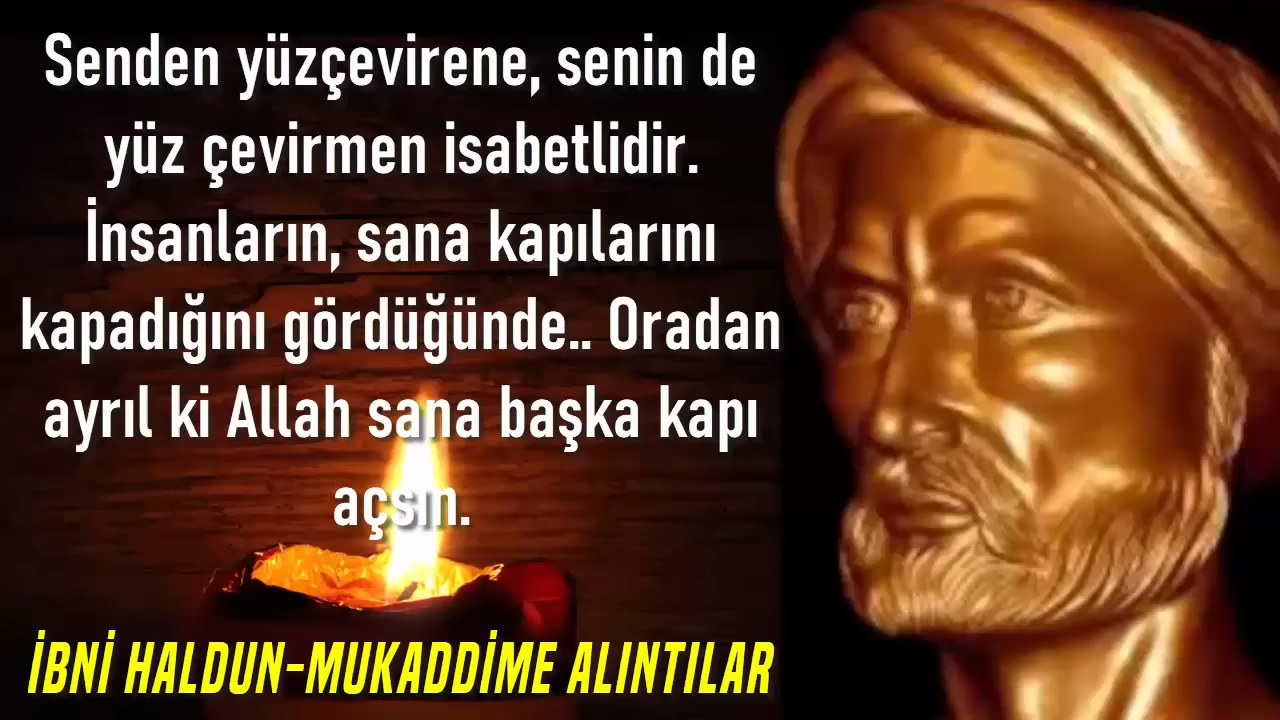 Senden yüzçevirene, senin de
yüz çevirmen isabetlidir.
İnsanların, sana kapılarını
kapadığını gördüğünde.. Oradan
ayrıl ki Allah sana başka kapı
açsın.
İBNİ HALDUN-MUKADDİME ALINTILAR